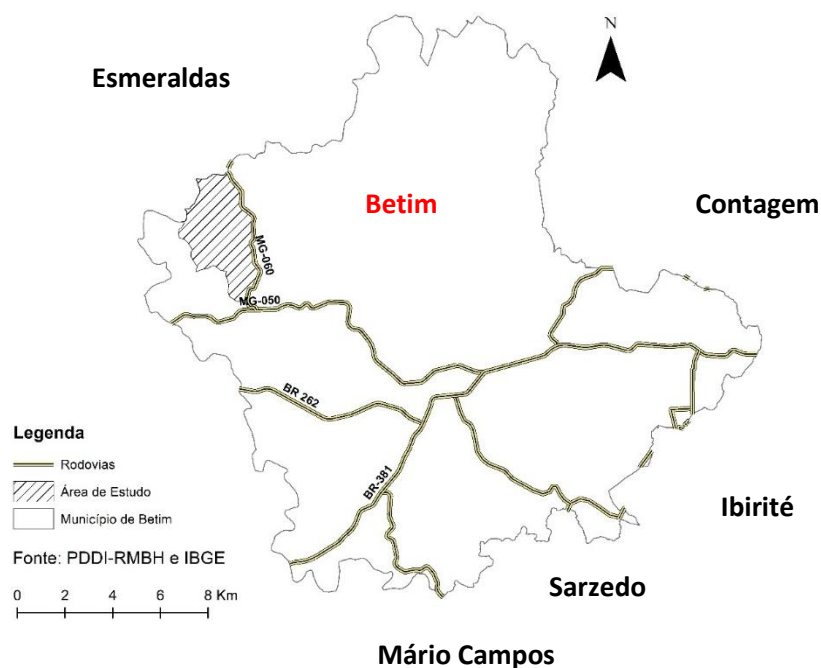 N
Esmeraldas
Betim
Contagem
MG-060
MG-050
BR 262
BR-381
Legenda
Rodovias
Área de Estudo
Município de Betim
Fonte: PDDI-RMBH e IBGE
0 2 4 6 8 Km
Ibirité
Sarzedo
Mário Campos